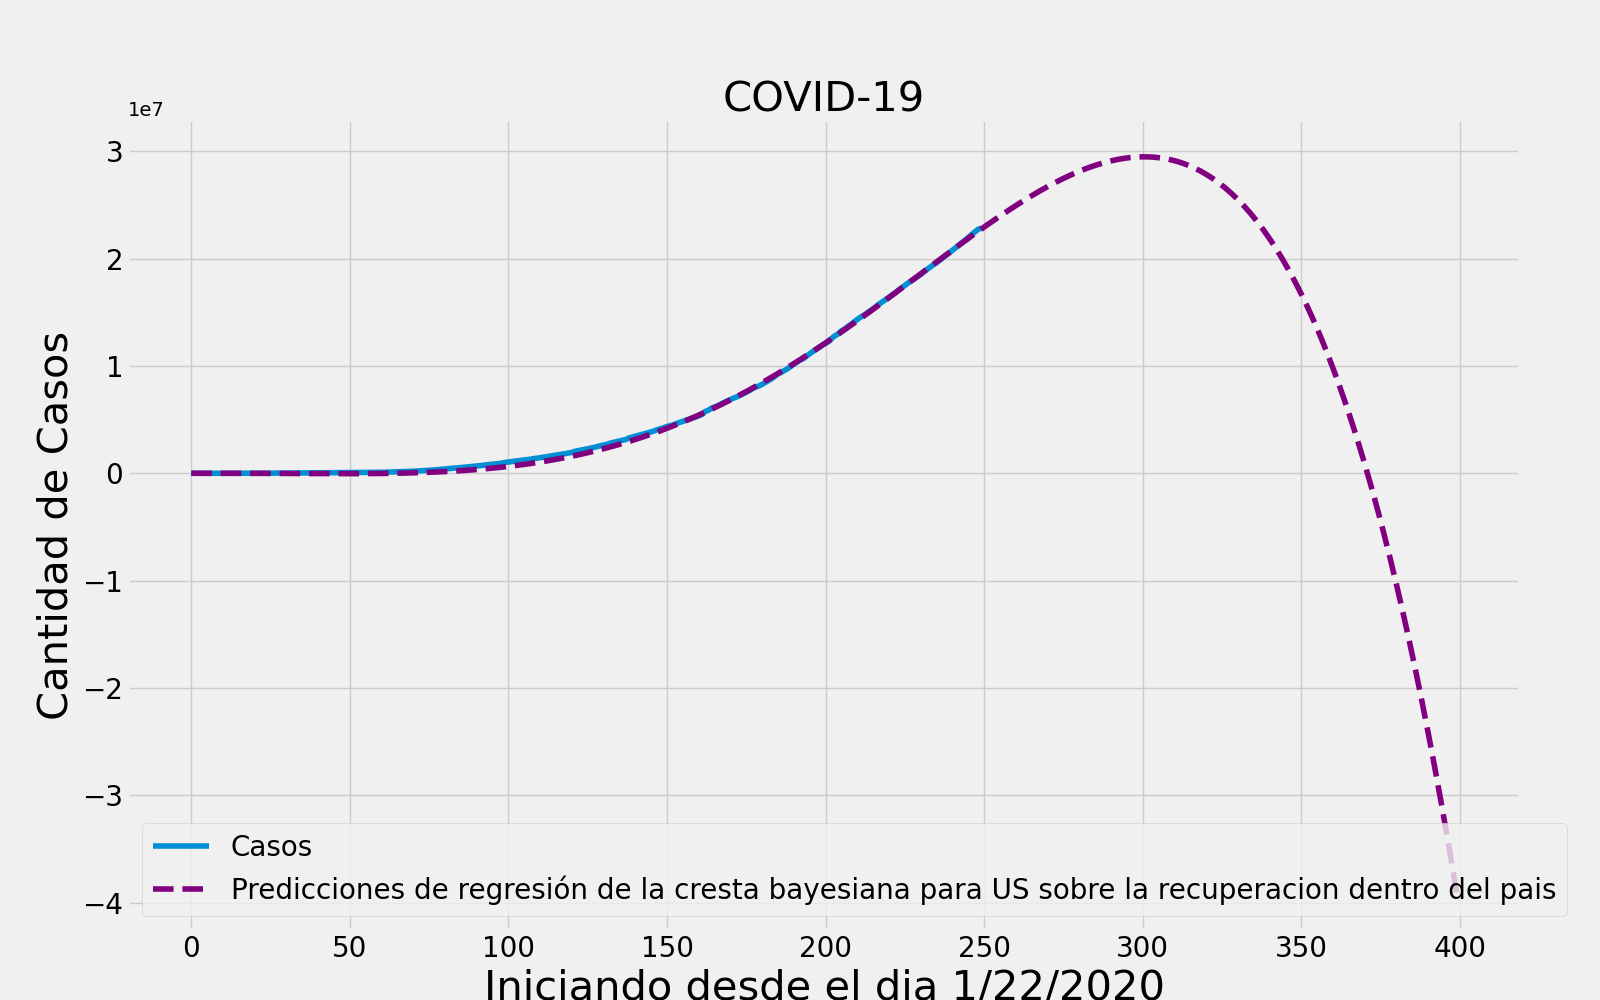 COVID-19
1e7
3
2
1
0
−1
−2
−3
−4
Cantidad de Casos
Casos
Predicciones de regresión de la cresta bayesiana para US sobre la recuperacion dentro del pais
0 50 100 150 200 250 300 350 400
Iniciando desde el dia 1/22/2020